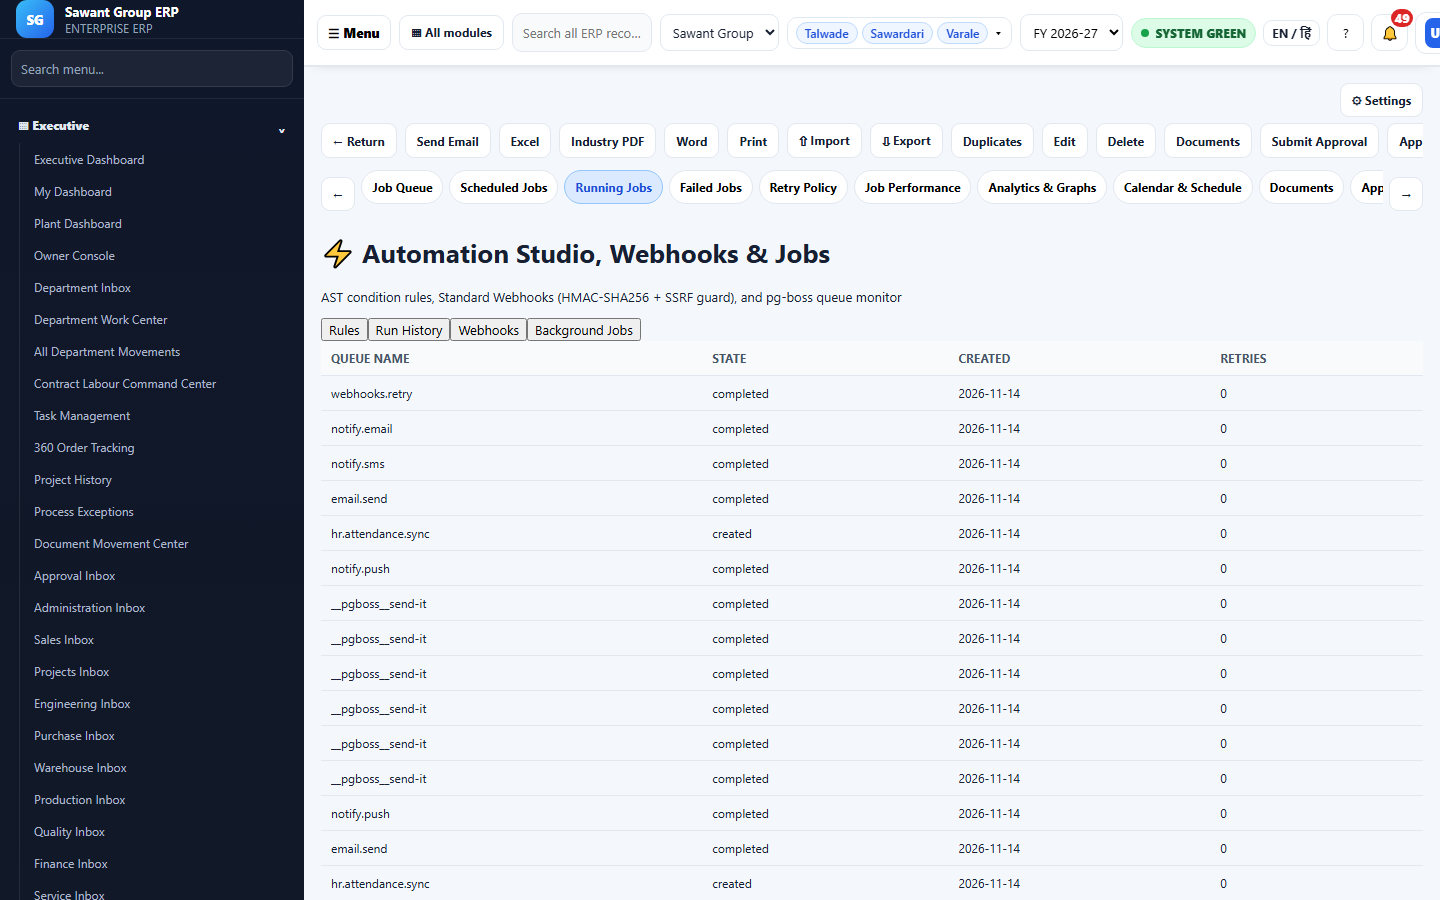 SG
Sawant Group ERP
ENTERPRISE ERP
Search menu...
Executive
Executive Dashboard
My Dashboard
Plant Dashboard
Owner Console
Department Inbox
Department Work Center
All Department Movements
Contract Labour Command Center
Task Management
360 Order Tracking
Project History
Process Exceptions
Document Movement Center
Approval Inbox
Administration Inbox
Sales Inbox
Projects Inbox
Engineering Inbox
Purchase Inbox
Warehouse Inbox
Production Inbox
Quality Inbox
Finance Inbox
Service Inbox
☰ Menu
All modules
Search all ERP reco...
Sawant Group
Talwade Sawardari Varale
FY 2026-27
SYSTEM GREEN
EN / हिं
?
49
U
Settings
← Return Send Email Excel Industry PDF Word Print ⇧ Import ⇩ Export Duplicates Edit Delete Documents Submit Approval App
← Job Queue Scheduled Jobs Running Jobs Failed Jobs Retry Policy Job Performance Analytics & Graphs Calendar & Schedule Documents App →
⚡ Automation Studio, Webhooks & Jobs
AST condition rules, Standard Webhooks (HMAC-SHA256 + SSRF guard), and pg-boss queue monitor
Rules Run History Webhooks Background Jobs
QUEUE NAME STATE CREATED RETRIES
webhooks.retry completed 2026-11-14 0
notify.email completed 2026-11-14 0
notify.sms completed 2026-11-14 0
email.send completed 2026-11-14 0
hr.attendance.sync created 2026-11-14 0
notify.push completed 2026-11-14 0
__pgboss__send-it completed 2026-11-14 0
__pgboss__send-it completed 2026-11-14 0
__pgboss__send-it completed 2026-11-14 0
__pgboss__send-it completed 2026-11-14 0
__pgboss__send-it completed 2026-11-14 0
__pgboss__send-it completed 2026-11-14 0
notify.push completed 2026-11-14 0
email.send completed 2026-11-14 0
hr.attendance.sync created 2026-11-14 0